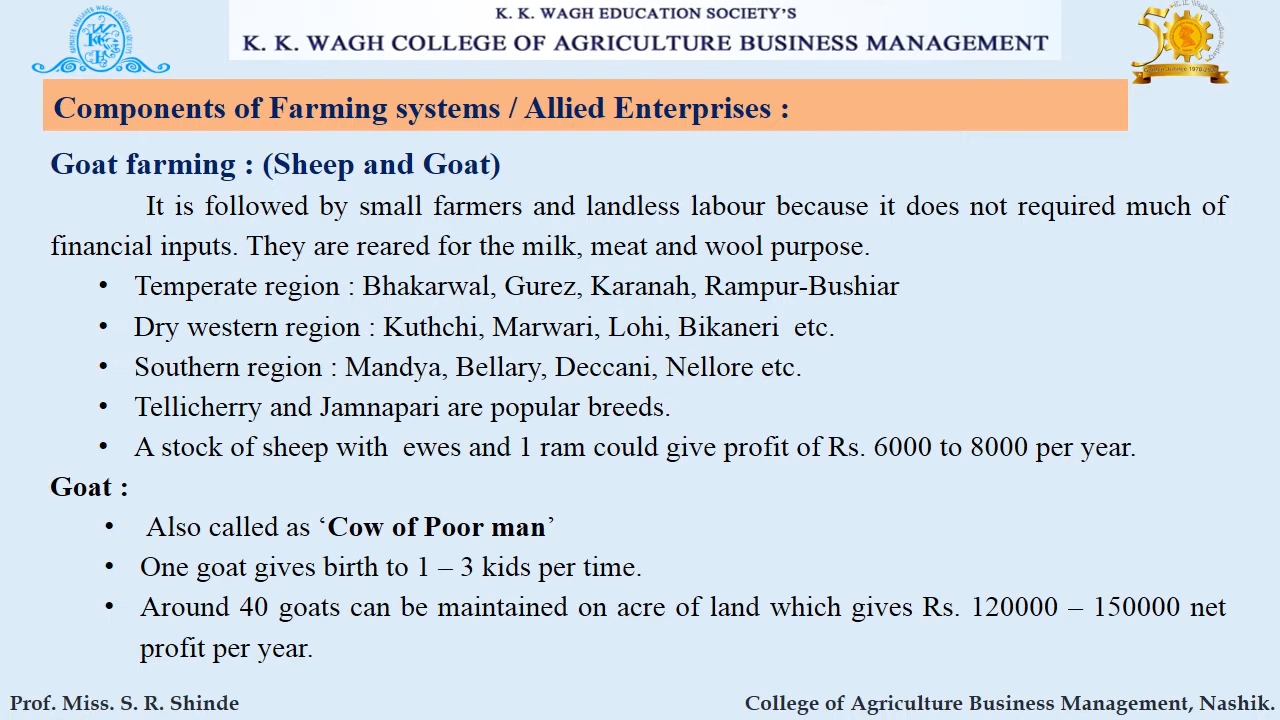 K. K. WAGH EDUCATION SOCIETY'S
K. K. WAGH COLLEGE OF AGRICULTURE BUSINESS MANAGEMENT
Components of Farming systems / Allied Enterprises :
Goat farming : (Sheep and Goat)
It is followed by small farmers and landless labour because it does not required much of
financial inputs. They are reared for the milk, meat and wool purpose.
• Temperate region : Bhakarwal, Gurez, Karanah, Rampur-Bushiar
• Dry western region : Kuthchi, Marwari, Lohi, Bikaneri etc.
• Southern region : Mandya, Bellary, Deccani, Nellore etc.
• Tellicherry and Jamnapari are popular breeds.
• A stock of sheep with ewes and 1 ram could give profit of Rs. 6000 to 8000 per year.
Goat :
• Also called as ‘Cow of Poor man’
• One goat gives birth to 1 – 3 kids per time.
• Around 40 goats can be maintained on acre of land which gives Rs. 120000 – 150000 net
profit per year.
Prof. Miss. S. R. Shinde
College of Agriculture Business Management, Nashik.